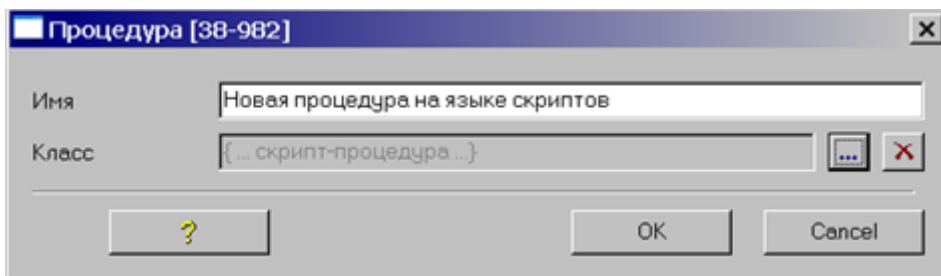 Процедура [38-982]
Имя Новая процедура на языке скриптов
Класс { ... скрипт-процедура ...} ...
? OK Cancel